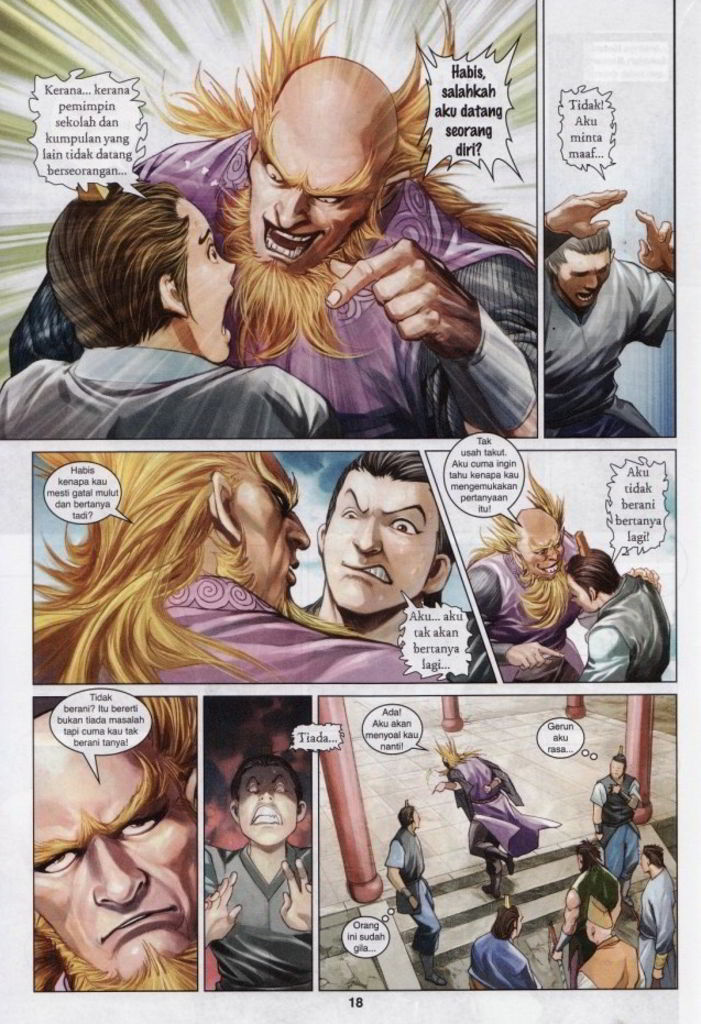 Kerana... kerana
pemimpin
sekolah dan
kumpulan yang
lain tidak datang
berseorangan...
Habis,
salahkah
aku datang
seorang
diri?
Tidak!
Aku
minta
maaf...
Habis
kenapa kau
mesti gatal mulut
dan bertanya
tadi?
Aku... aku
tak akan
bertanya
lagi...
Tak
usah takut.
Aku cuma ingin
tahu kenapa kau
mengemukakan
pertanyaan
itu!
Aku
tidak
berani
bertanya
lagi!
Tidak
berani? Itu bererti
bukan tiada masalah
tapi cuma kau tak
berani tanya!
Tiada...
Ada!
Aku akan
menyoal kau
nanti!
Gerun
aku
rasa...
Orang
ini sudah
gila...
18